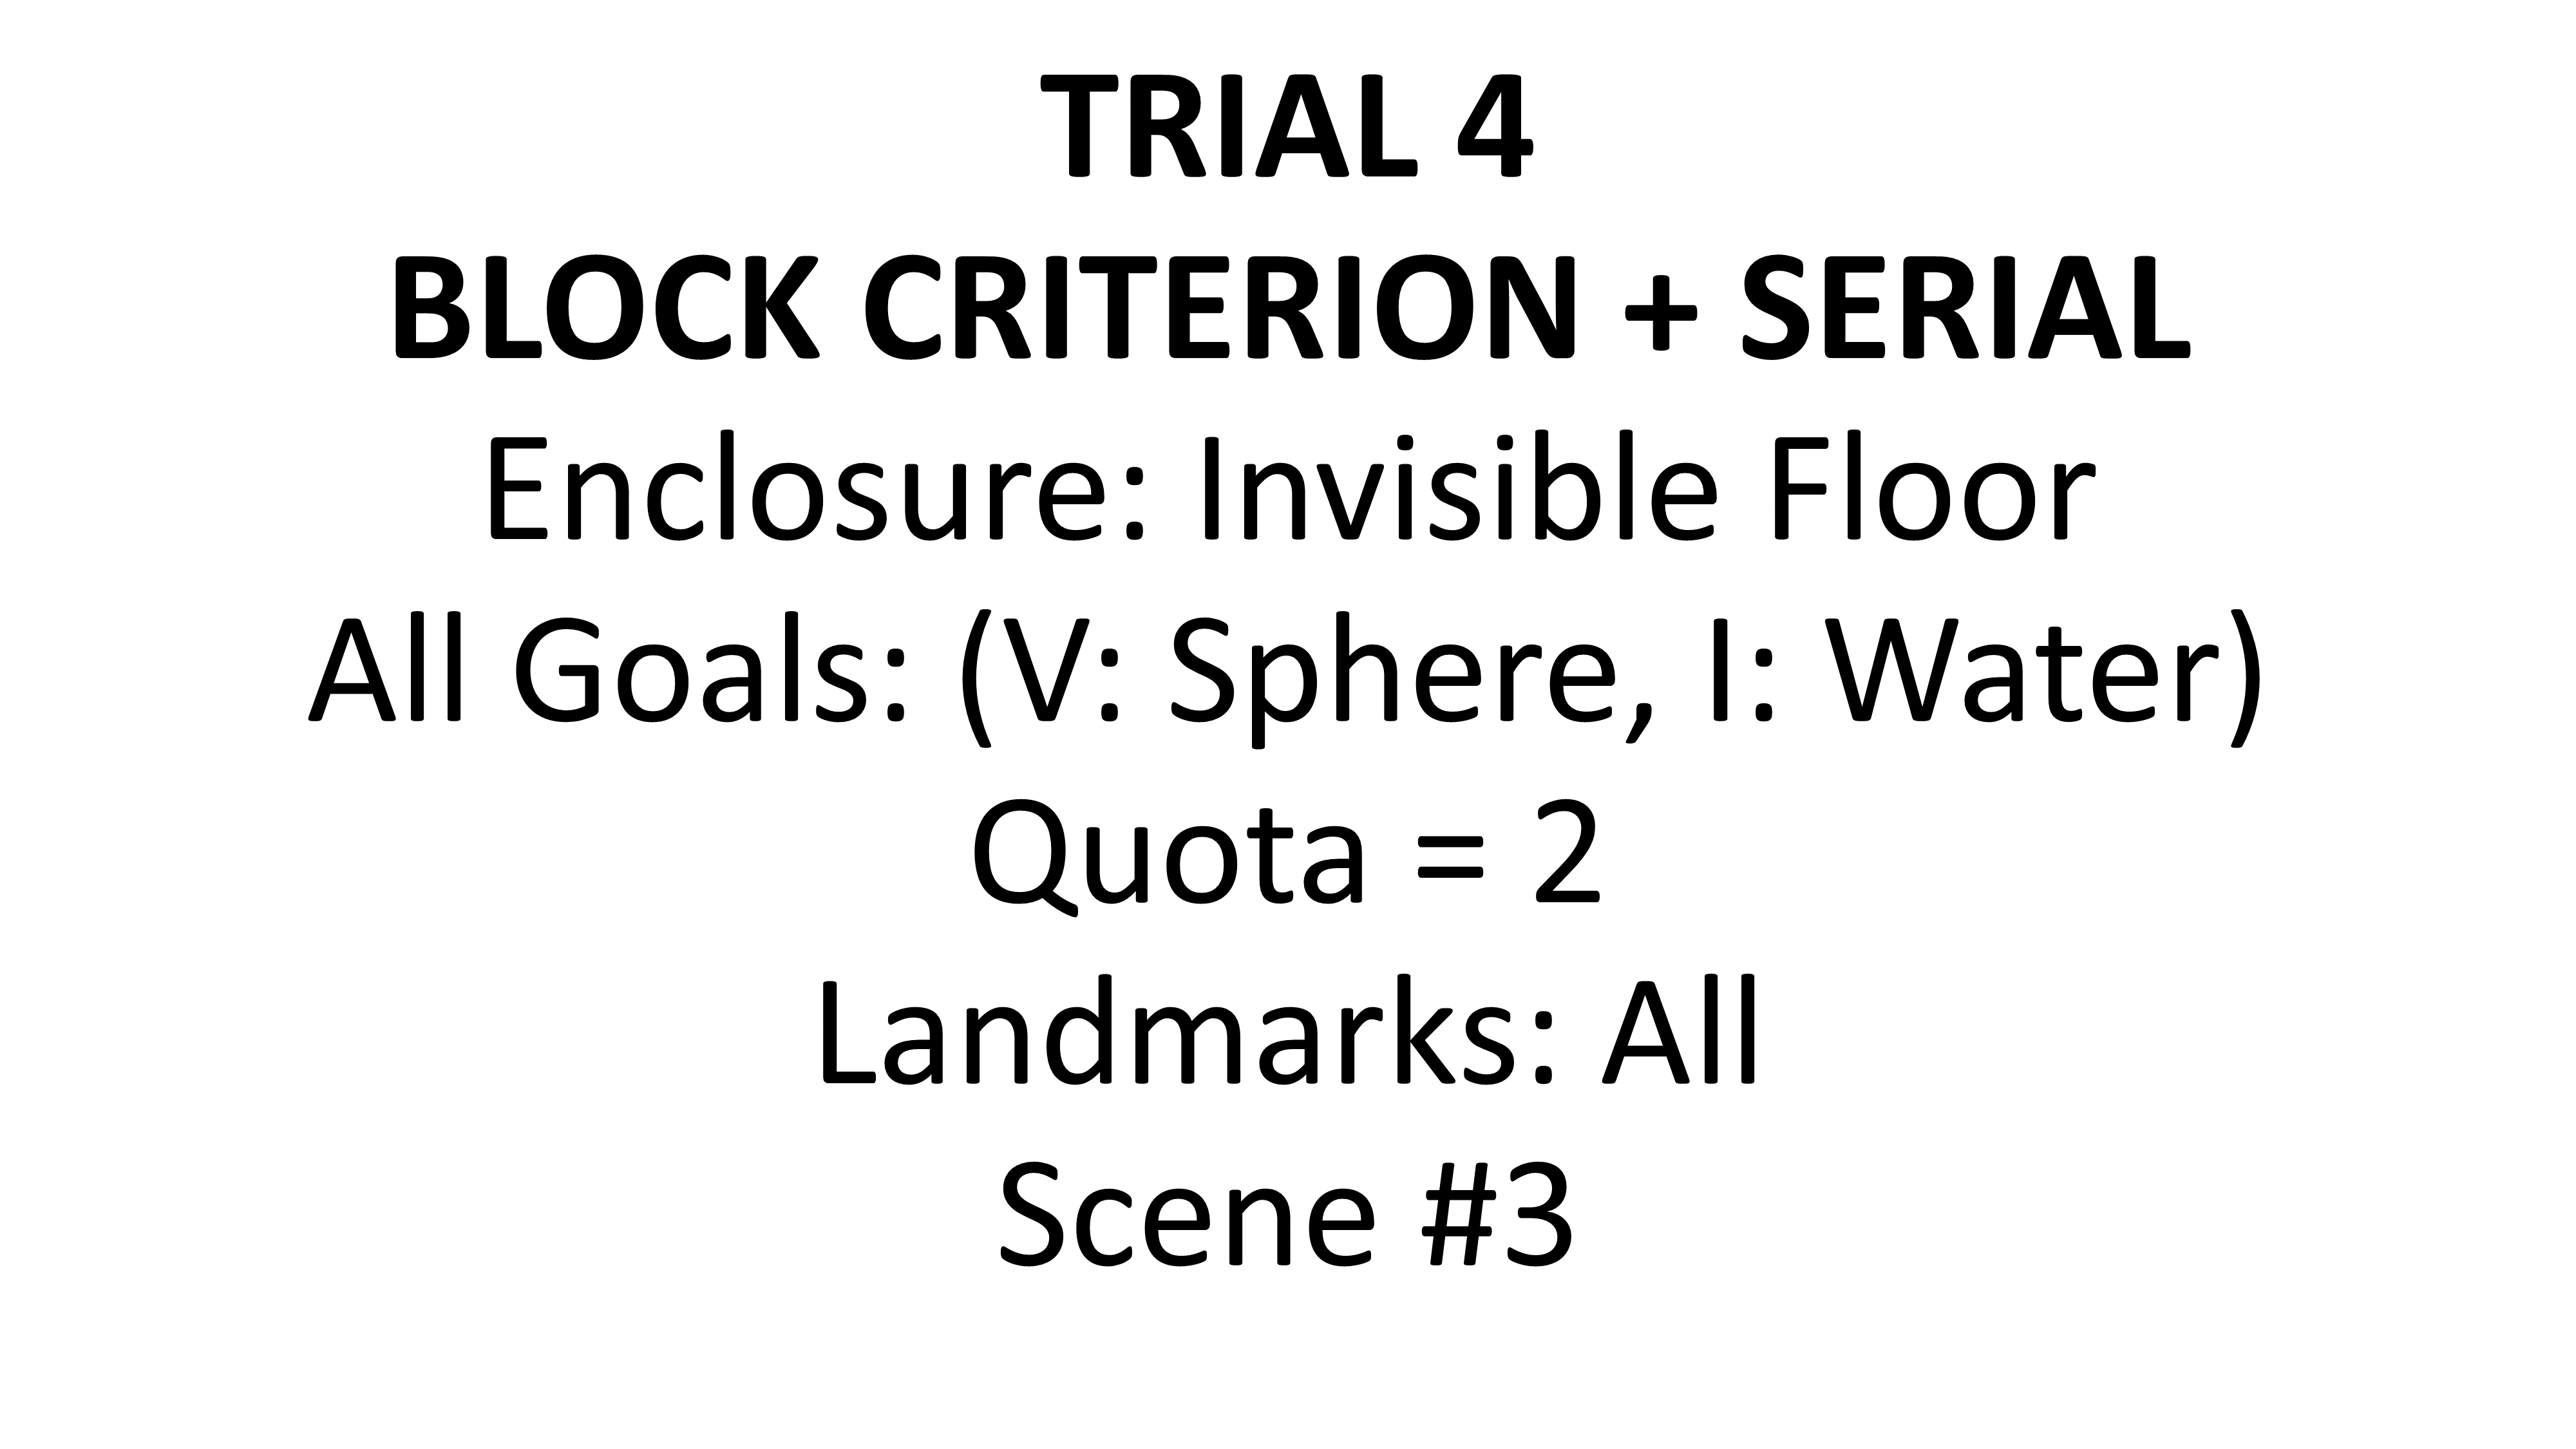 TRIAL 4
BLOCK CRITERION + SERIAL
Enclosure: Invisible Floor
All Goals: (V: Sphere, I: Water)
Quota = 2
Landmarks: All
Scene #3